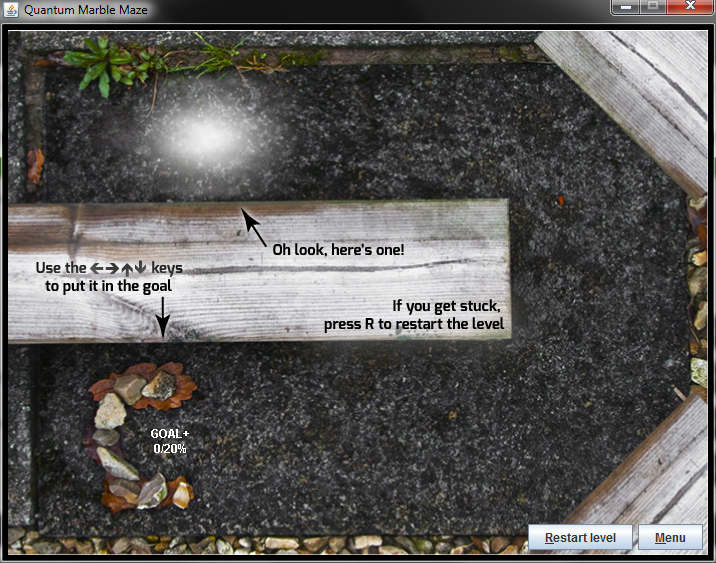 Quantum Marble Maze
Oh look, here's one!
Use the ←→↑↓ keys
to put it in the goal
If you get stuck,
press R to restart the level
GOAL+
0/20%
Restart level
Menu